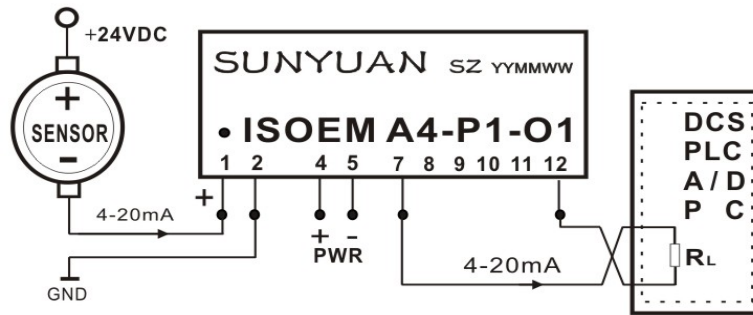 +24VDC
SUNYUAN SZ YYMMWW
+
SENSOR
-
• ISOEM A4-P1-O1
1 2 4 5 7 8 9 10 11 12
DCS
PLC
A/D
P C
+
4-20mA
+ -
PWR
4-20mA
RL
GND